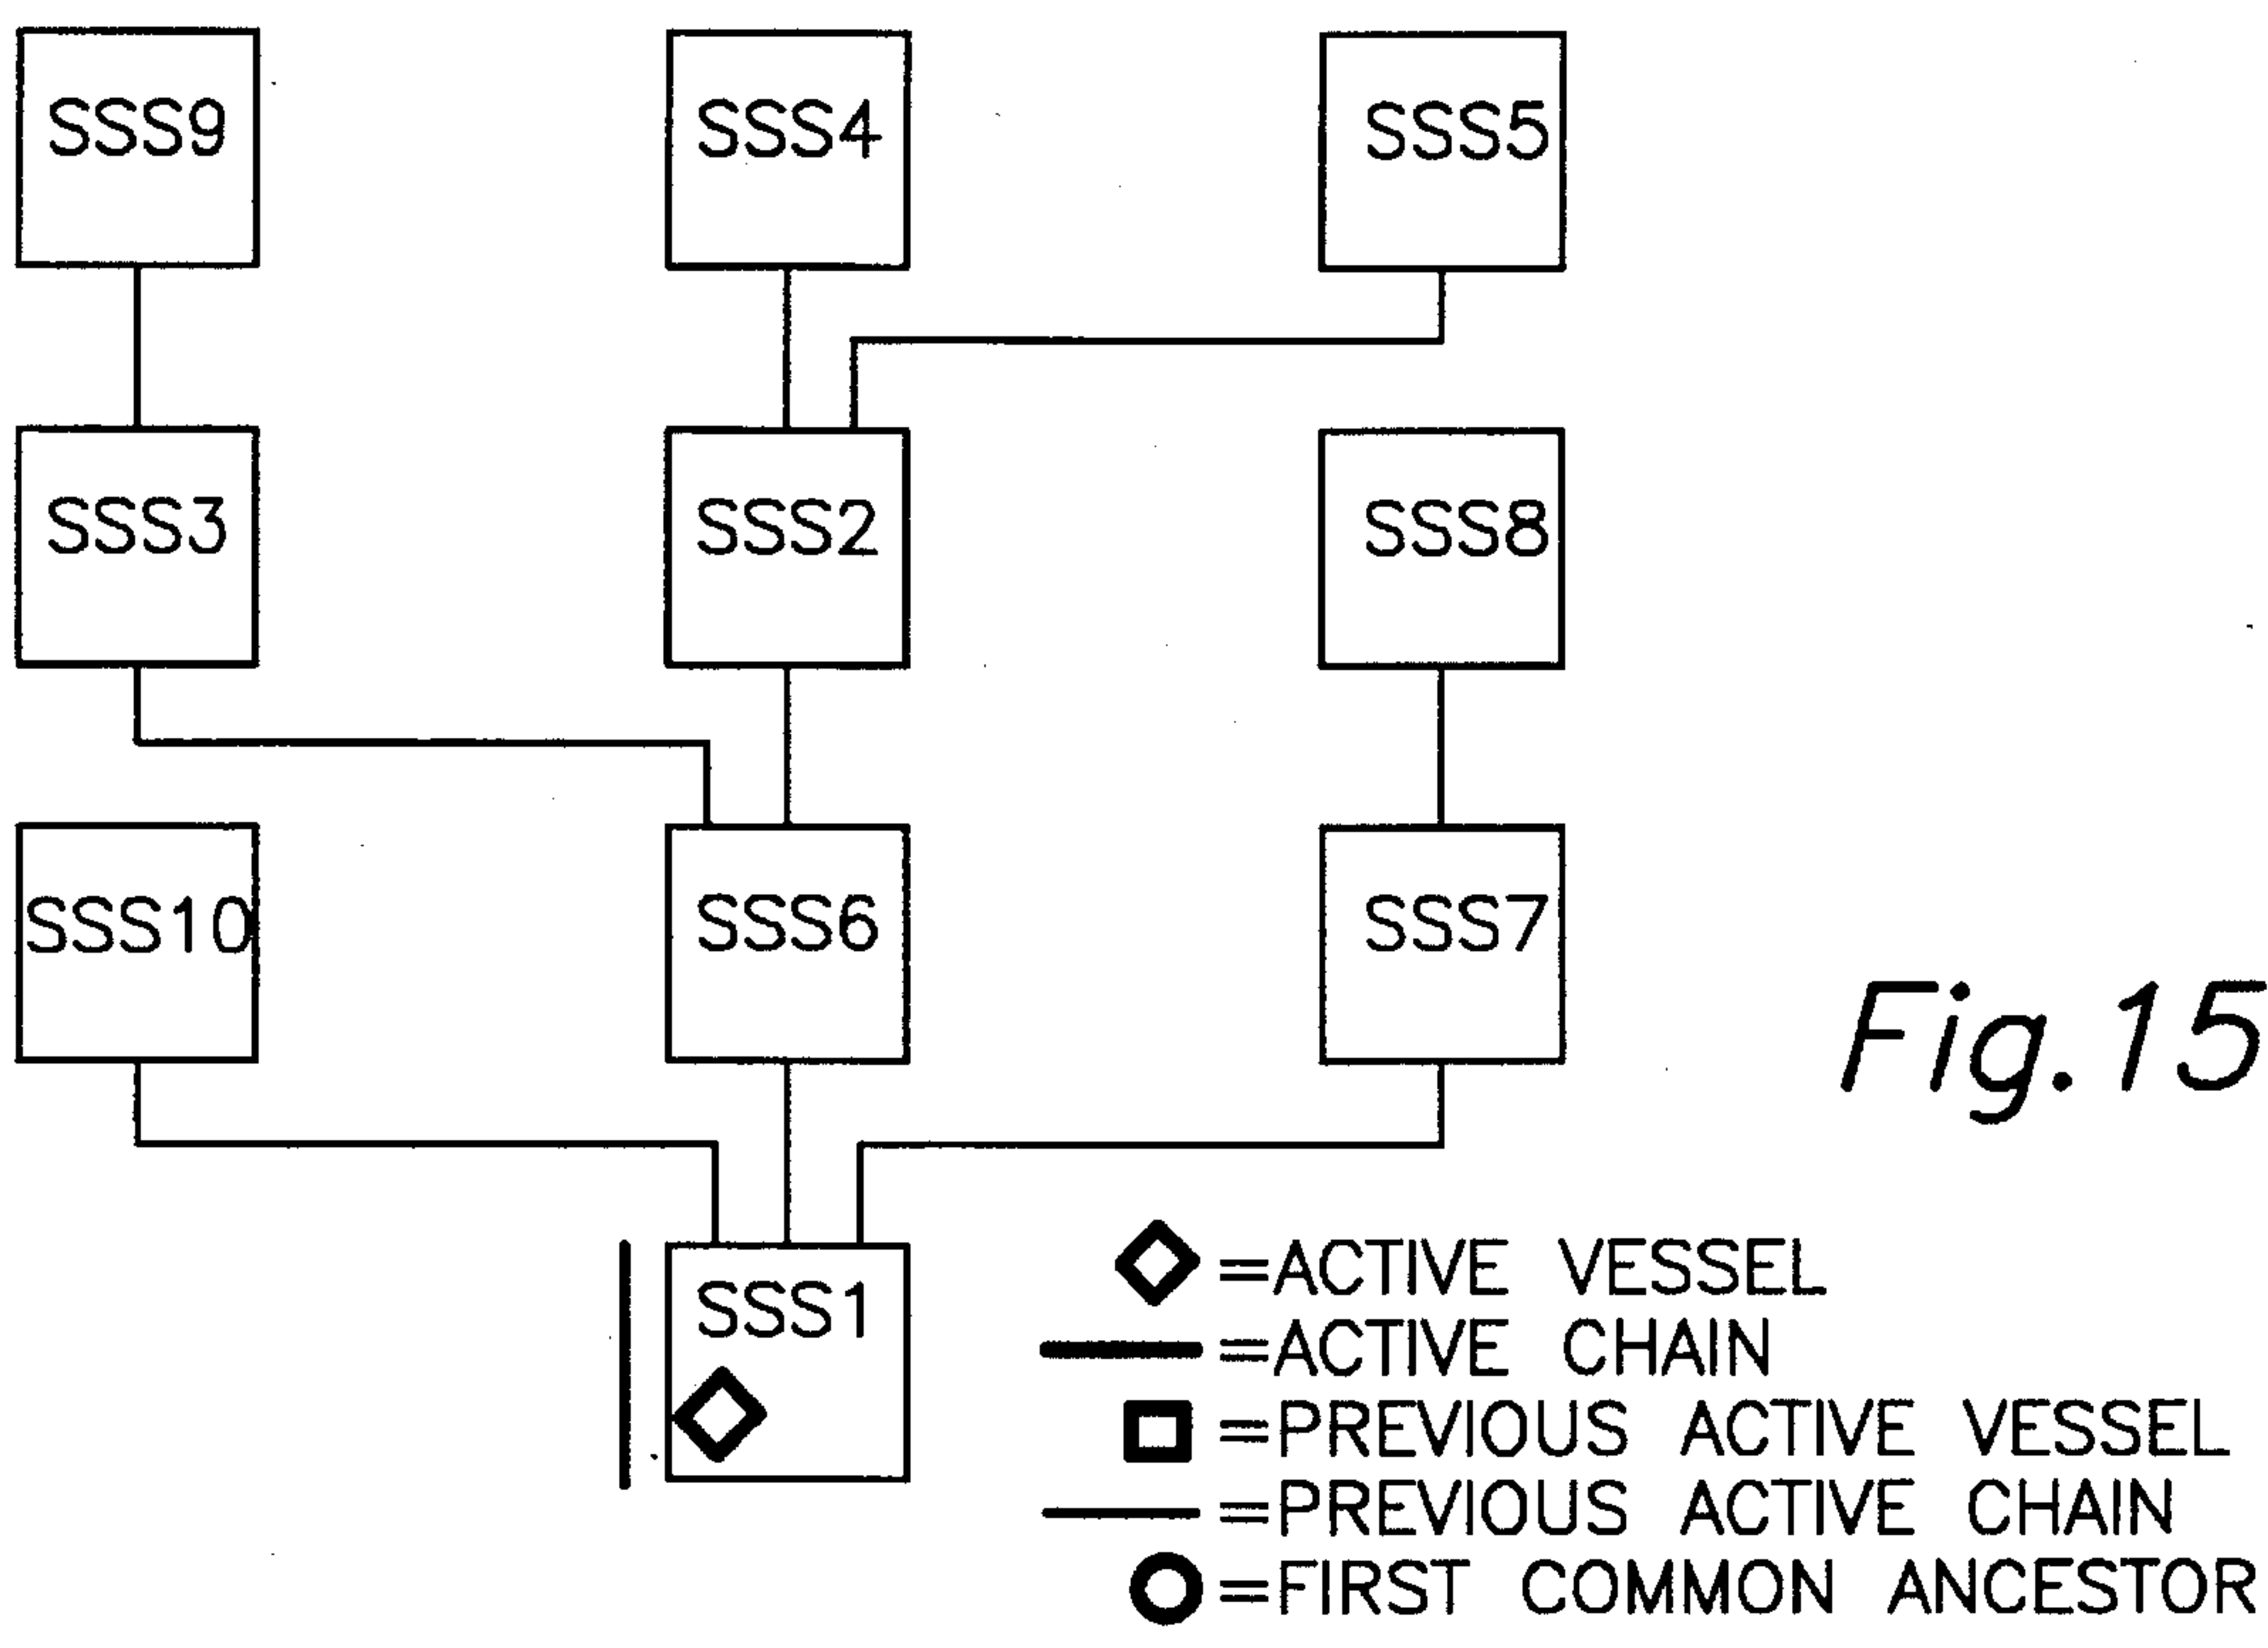 SSS9
SSS4
SSS5
SSS3
SSS2
SSS8
SSS10
SSS6
SSS7
Fig.15
SSS1
=ACTIVE VESSEL
=ACTIVE CHAIN
=PREVIOUS ACTIVE VESSEL
=PREVIOUS ACTIVE CHAIN
=FIRST COMMON ANCESTOR